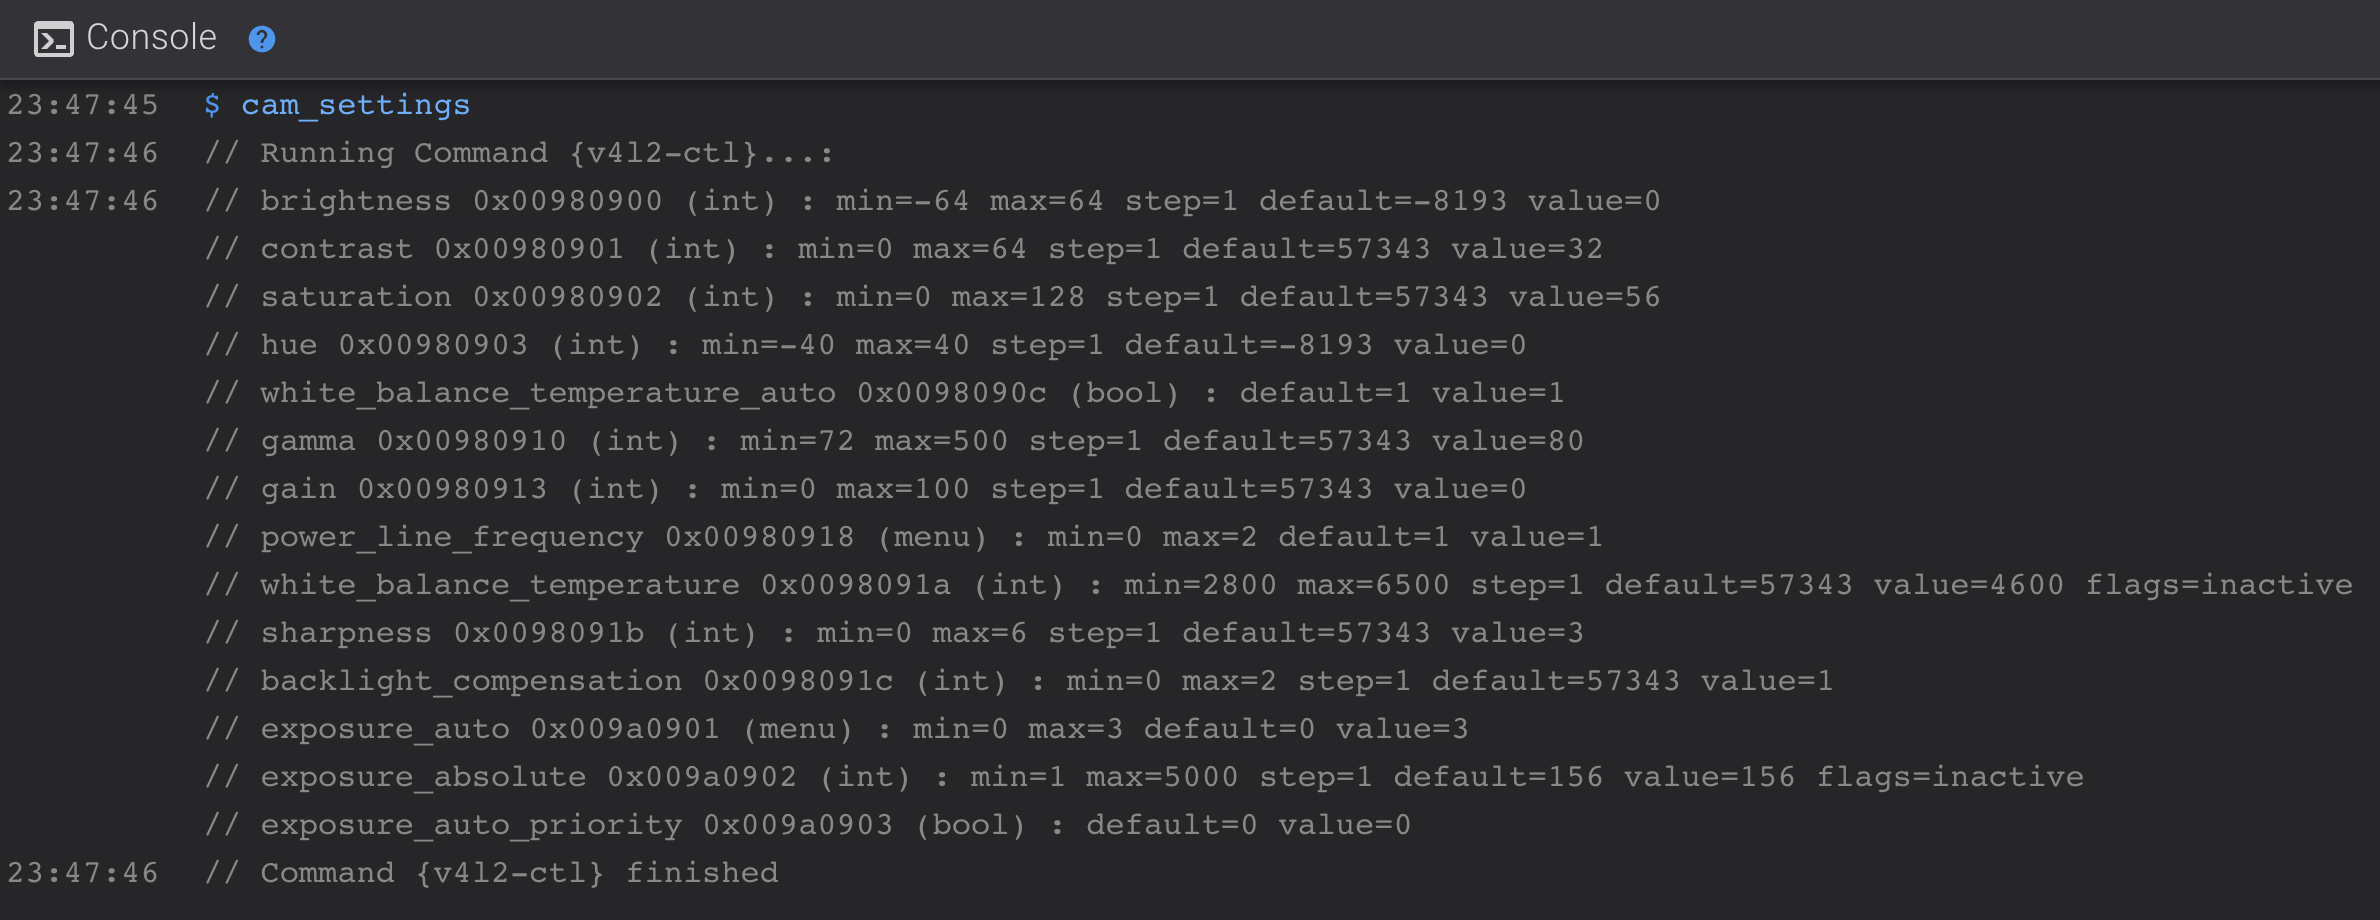 Console ?
23:47:45 $ cam_settings
23:47:46 // Running Command {v4l2-ctl}...:
23:47:46 // brightness 0x00980900 (int) : min=-64 max=64 step=1 default=-8193 value=0
// contrast 0x00980901 (int) : min=0 max=64 step=1 default=57343 value=32
// saturation 0x00980902 (int) : min=0 max=128 step=1 default=57343 value=56
// hue 0x00980903 (int) : min=-40 max=40 step=1 default=-8193 value=0
// white_balance_temperature_auto 0x0098090c (bool) : default=1 value=1
// gamma 0x00980910 (int) : min=72 max=500 step=1 default=57343 value=80
// gain 0x00980913 (int) : min=0 max=100 step=1 default=57343 value=0
// power_line_frequency 0x00980918 (menu) : min=0 max=2 default=1 value=1
// white_balance_temperature 0x0098091a (int) : min=2800 max=6500 step=1 default=57343 value=4600 flags=inactive
// sharpness 0x0098091b (int) : min=0 max=6 step=1 default=57343 value=3
// backlight_compensation 0x0098091c (int) : min=0 max=2 step=1 default=57343 value=1
// exposure_auto 0x009a0901 (menu) : min=0 max=3 default=0 value=3
// exposure_absolute 0x009a0902 (int) : min=1 max=5000 step=1 default=156 value=156 flags=inactive
// exposure_auto_priority 0x009a0903 (bool) : default=0 value=0
23:47:46 // Command {v4l2-ctl} finished